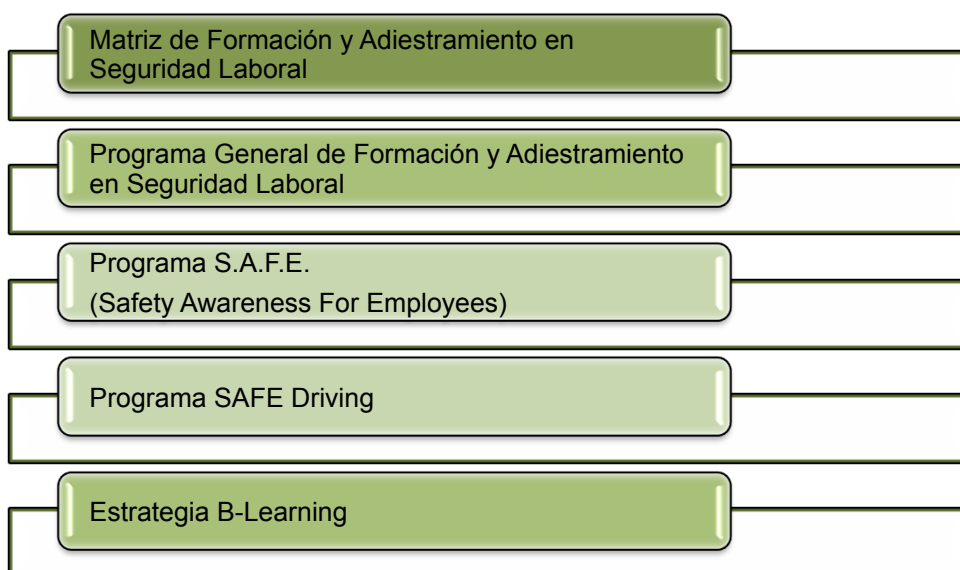 Matriz de Formación y Adiestramiento en
Seguridad Laboral
Programa General de Formación y Adiestramiento
en Seguridad Laboral
Programa S.A.F.E.
(Safety Awareness For Employees)
Programa SAFE Driving
Estrategia B-Learning